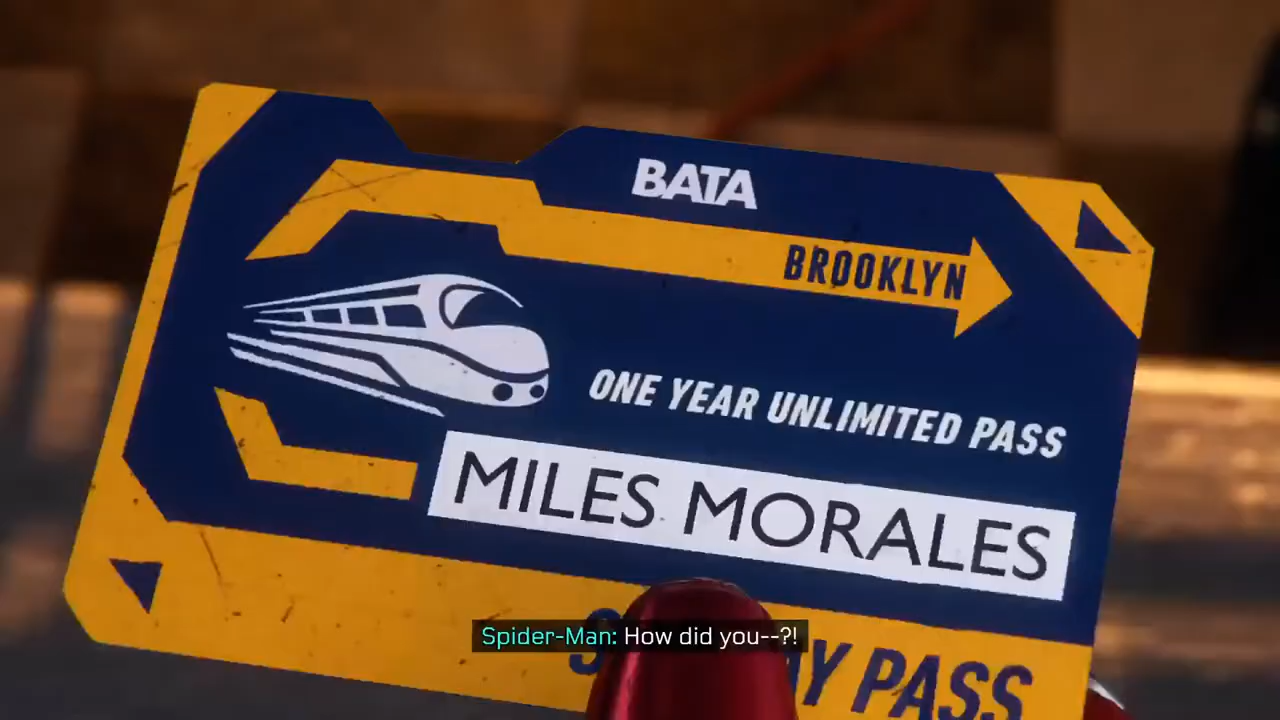 BATA
BROOKLYN
ONE YEAR UNLIMITED PASS
MILES MORALES
Spider-Man: How did you--?!
PASS